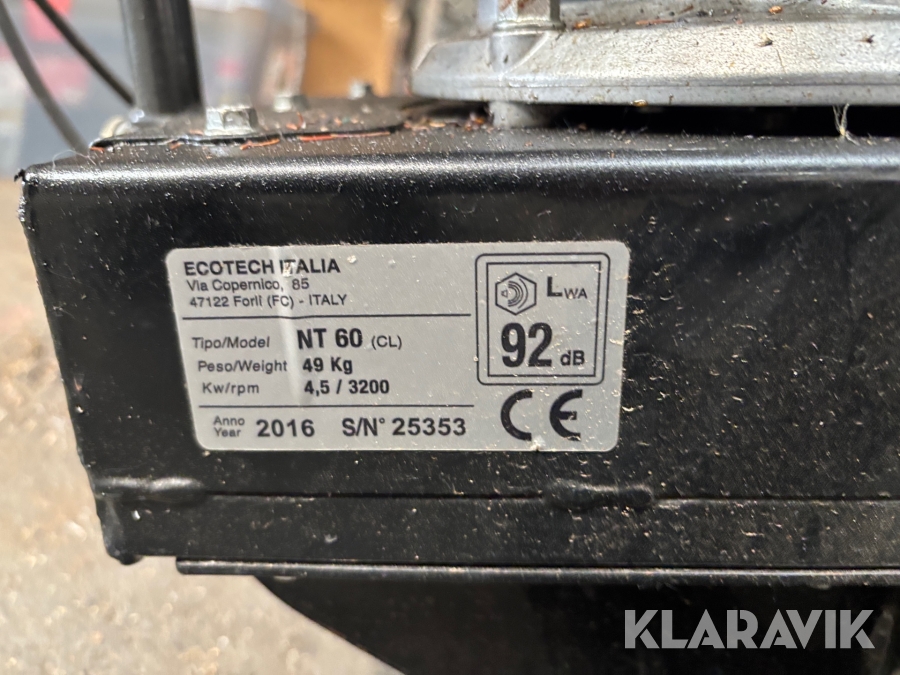 ECOTECH ITALIA
Via Copernico, 85
47122 Forlì (FC) - ITALY
Tipo/Model NT 60 (CL)
Peso/Weight 49 Kg
Kw/rpm 4,5 / 3200
Anno
Year 2016 S/N° 25353
LWA
92 dB
CE
KLARAVIK